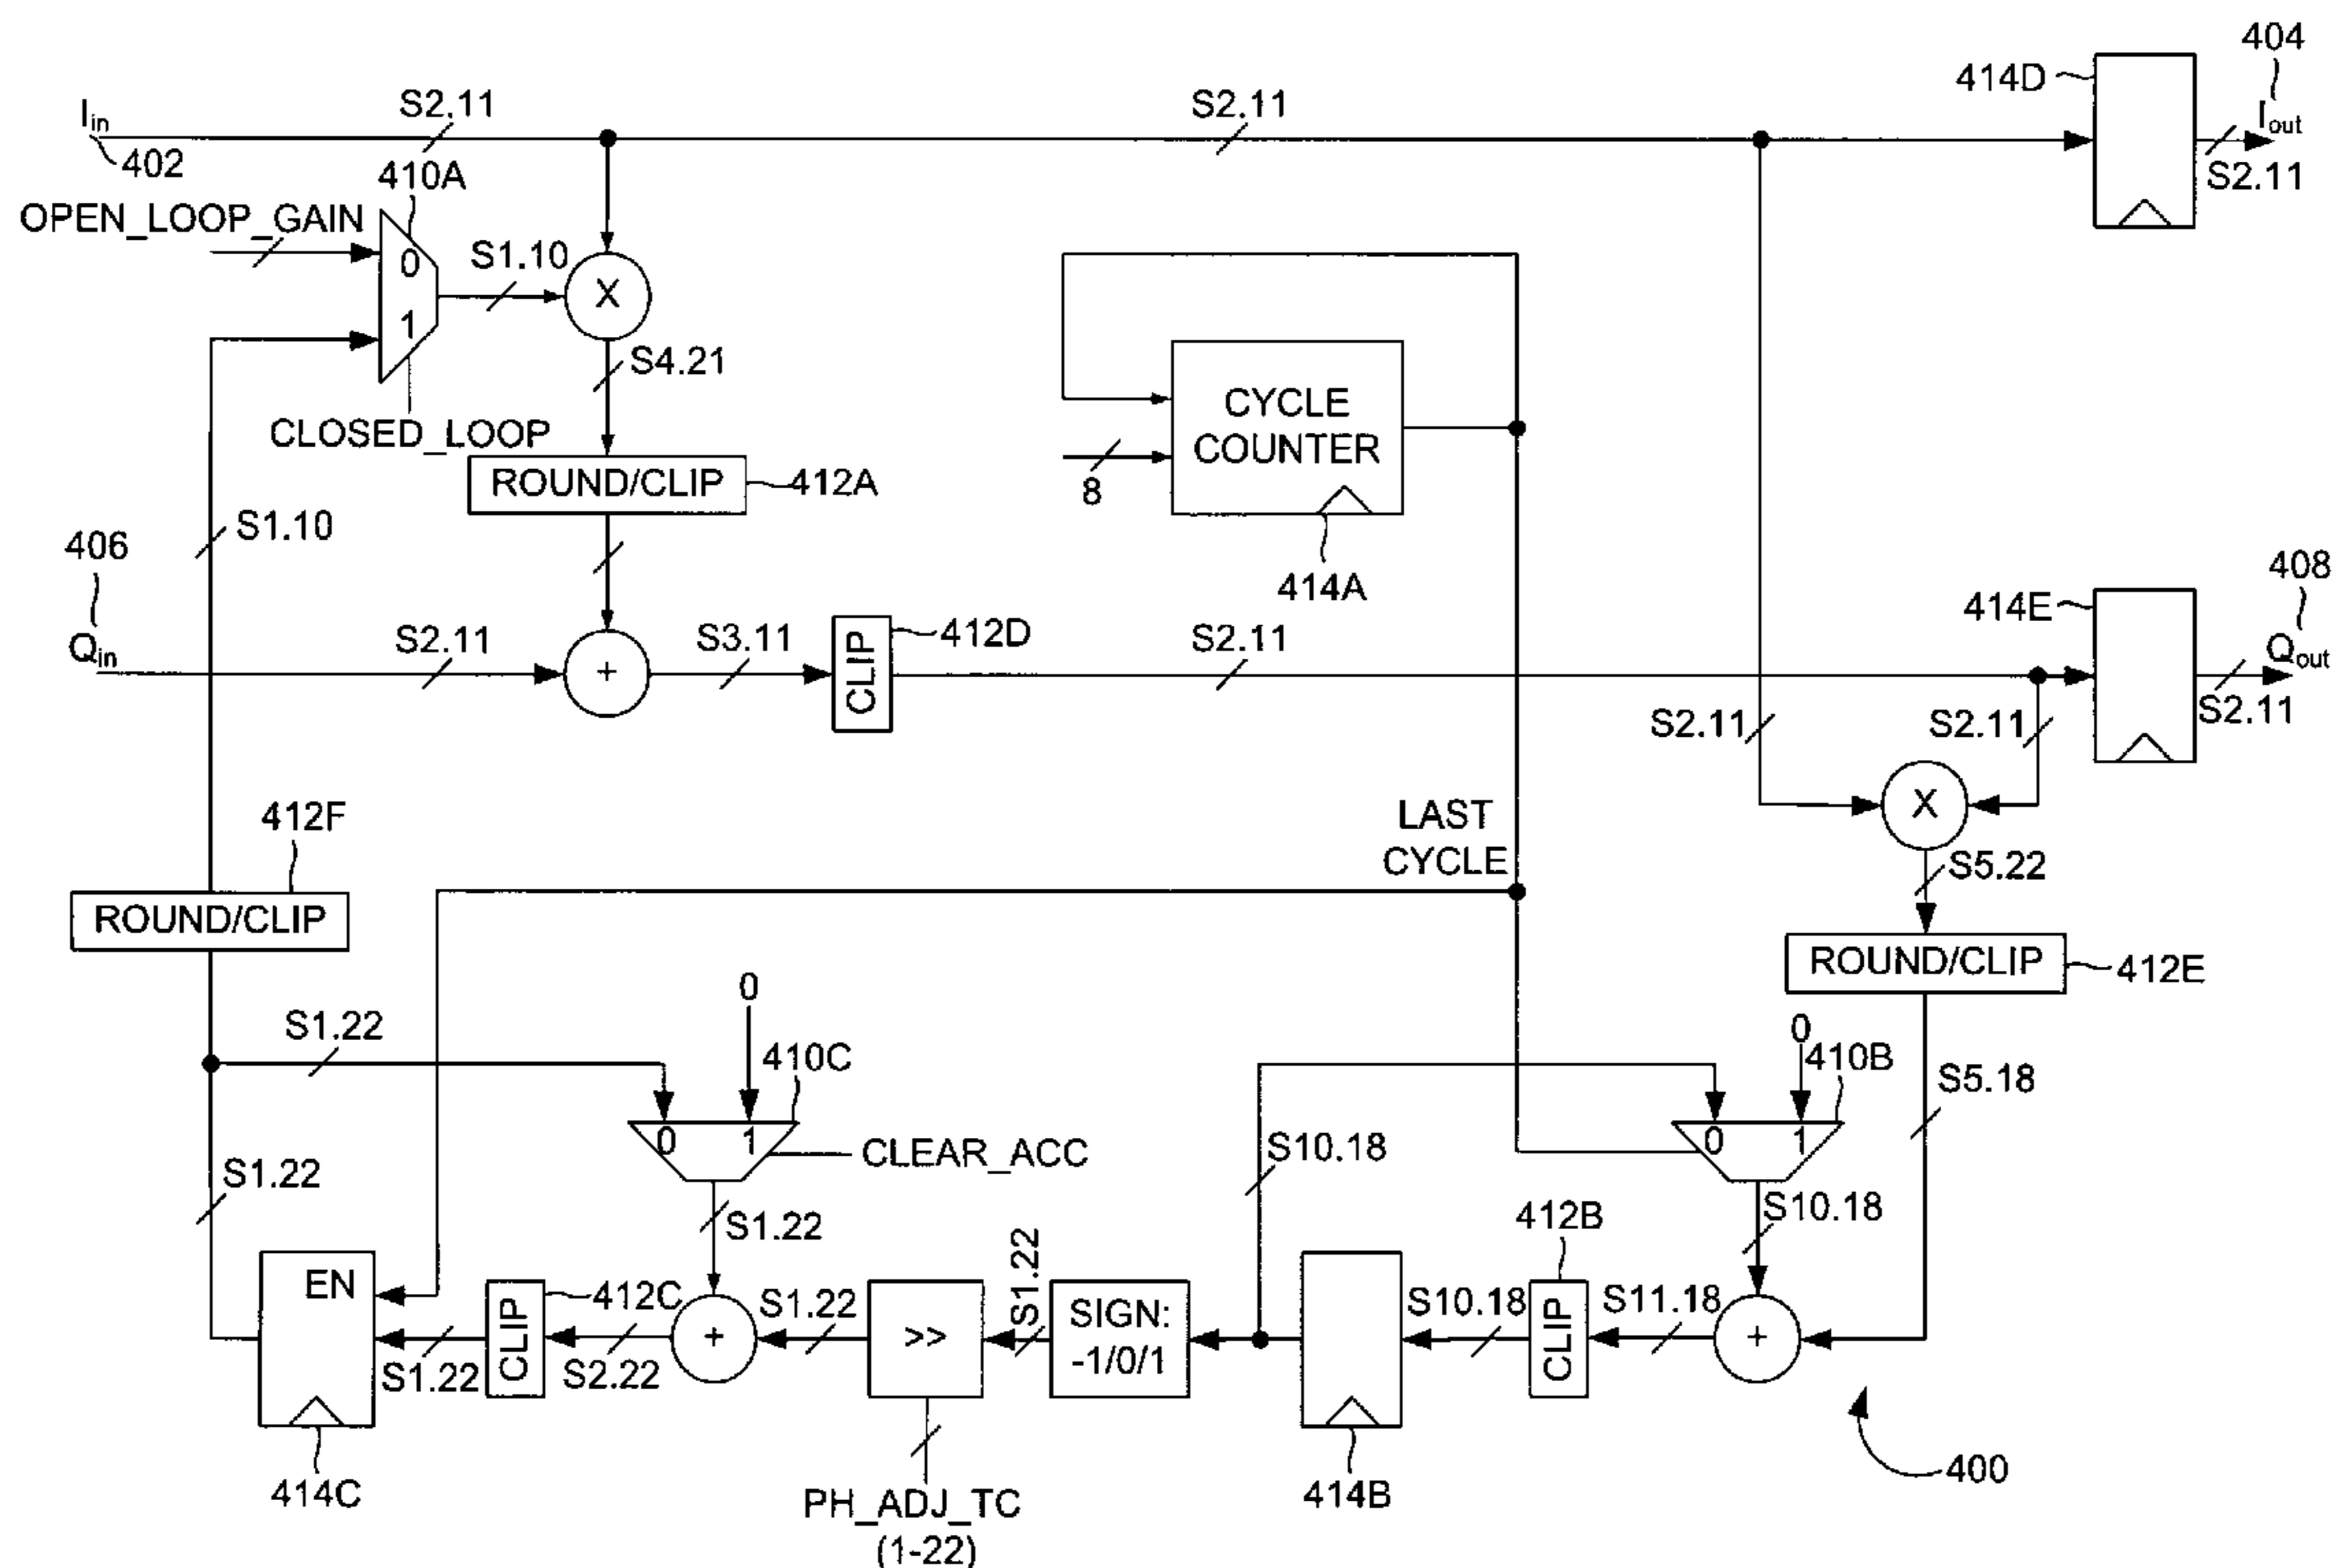 404
414D
I_out
S2.11
S2.11
S2.11
I_in
402
410A
OPEN_LOOP_GAIN
0
S1.10
X
1
S4.21
CLOSED_LOOP
CYCLE
COUNTER
8
414A
ROUND/CLIP
412A
S1.10
406
408
414E
Q_in
S2.11
+
S3.11
CLIP
412D
S2.11
Q_out
S2.11
S2.11
S2.11
X
LAST
CYCLE
412F
S5.22
ROUND/CLIP
ROUND/CLIP
412E
0
S1.22
410C
0
410B
S5.18
0
1
CLEAR_ACC
0
1
S10.18
S1.22
S1.22
S10.18
412B
EN
412C
S1.22
S1.22
S10.18
S11.18
CLIP
+
>>
SIGN:
-1/0/1
CLIP
+
S1.22
S2.22
414C
PH_ADJ_TC
(1-22)
414B
400